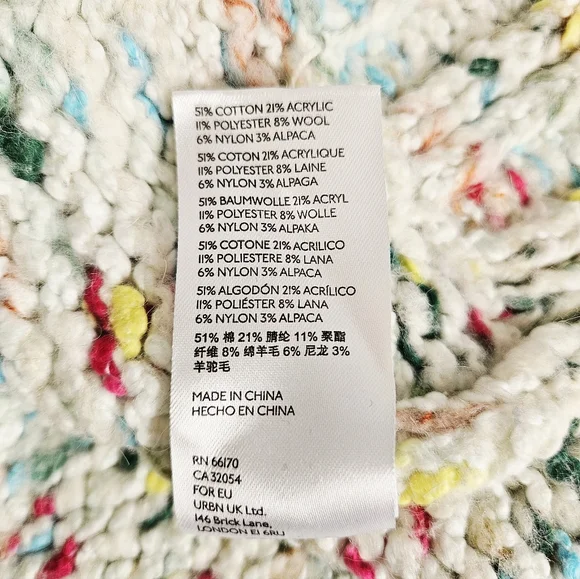 51% COTTON 21% ACRYLIC
11% POLYESTER 8% WOOL
6% NYLON 3% ALPACA
51% COTON 21% ACRYLIQUE
11% POLYESTER 8% LAINE
6% NYLON 3% ALPAGA
51% BAUMWOLLE 21% ACRYL
11% POLYESTER 8% WOLLE
6% NYLON 3% ALPAKA
51% COTONE 21% ACRILICO
11% POLIESTERE 8% LANA
6% NYLON 3% ALPACA
51% ALGODÓN 21% ACRÍLICO
11% POLIÉSTER 8% LANA
6% NYLON 3% ALPACA
51% 棉 21% 腈纶 11% 聚酯
纤维 8% 绵羊毛 6% 尼龙 3%
羊驼毛
MADE IN CHINA
HECHO EN CHINA
RN 66170
CA 32054
FOR EU
URBN UK Ltd.
146 Brick Lane,
LONDON E1 6RU